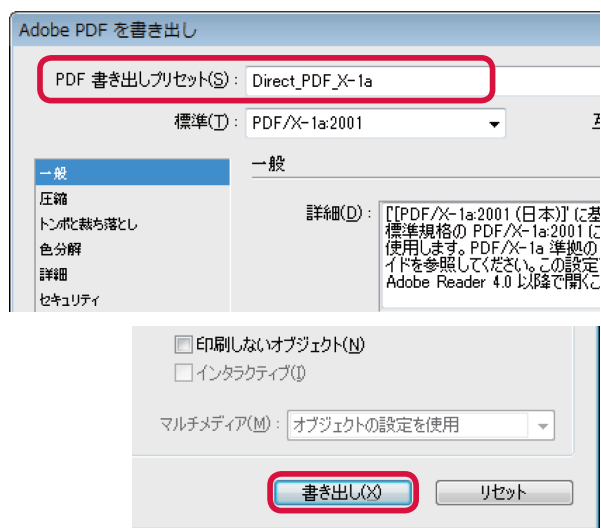 Adobe PDF を書き出し
PDF 書き出しプリセット(S): Direct_PDF_X-1a
標準(T): PDF/X-1a:2001
一般
一般
圧縮
トンボと裁ち落とし
色分解
詳細
セキュリティ
詳細(D):
['[PDF/X-1a:2001 (日本)]' に基
標準規格の PDF/X-1a:2001 (こ
使用します。PDF/X-1a 準拠の
イドを参照してください。この設定
Adobe Reader 4.0 以降で開くこ
印刷しないオブジェクト(N)
インタラクティブ(I)
マルチメディア(M): オブジェクトの設定を使用
書き出し(X) リセット